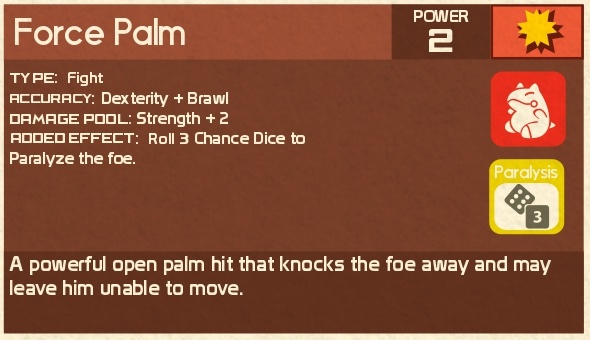 Force Palm
POWER
2
TYPE: Fight
ACCURACY: Dexterity + Brawl
DAMAGE POOL: Strength + 2
ADDED EFFECT: Roll 3 Chance Dice to
Paralyze the foe.
Paralysis
3
A powerful open palm hit that knocks the foe away and may
leave him unable to move.